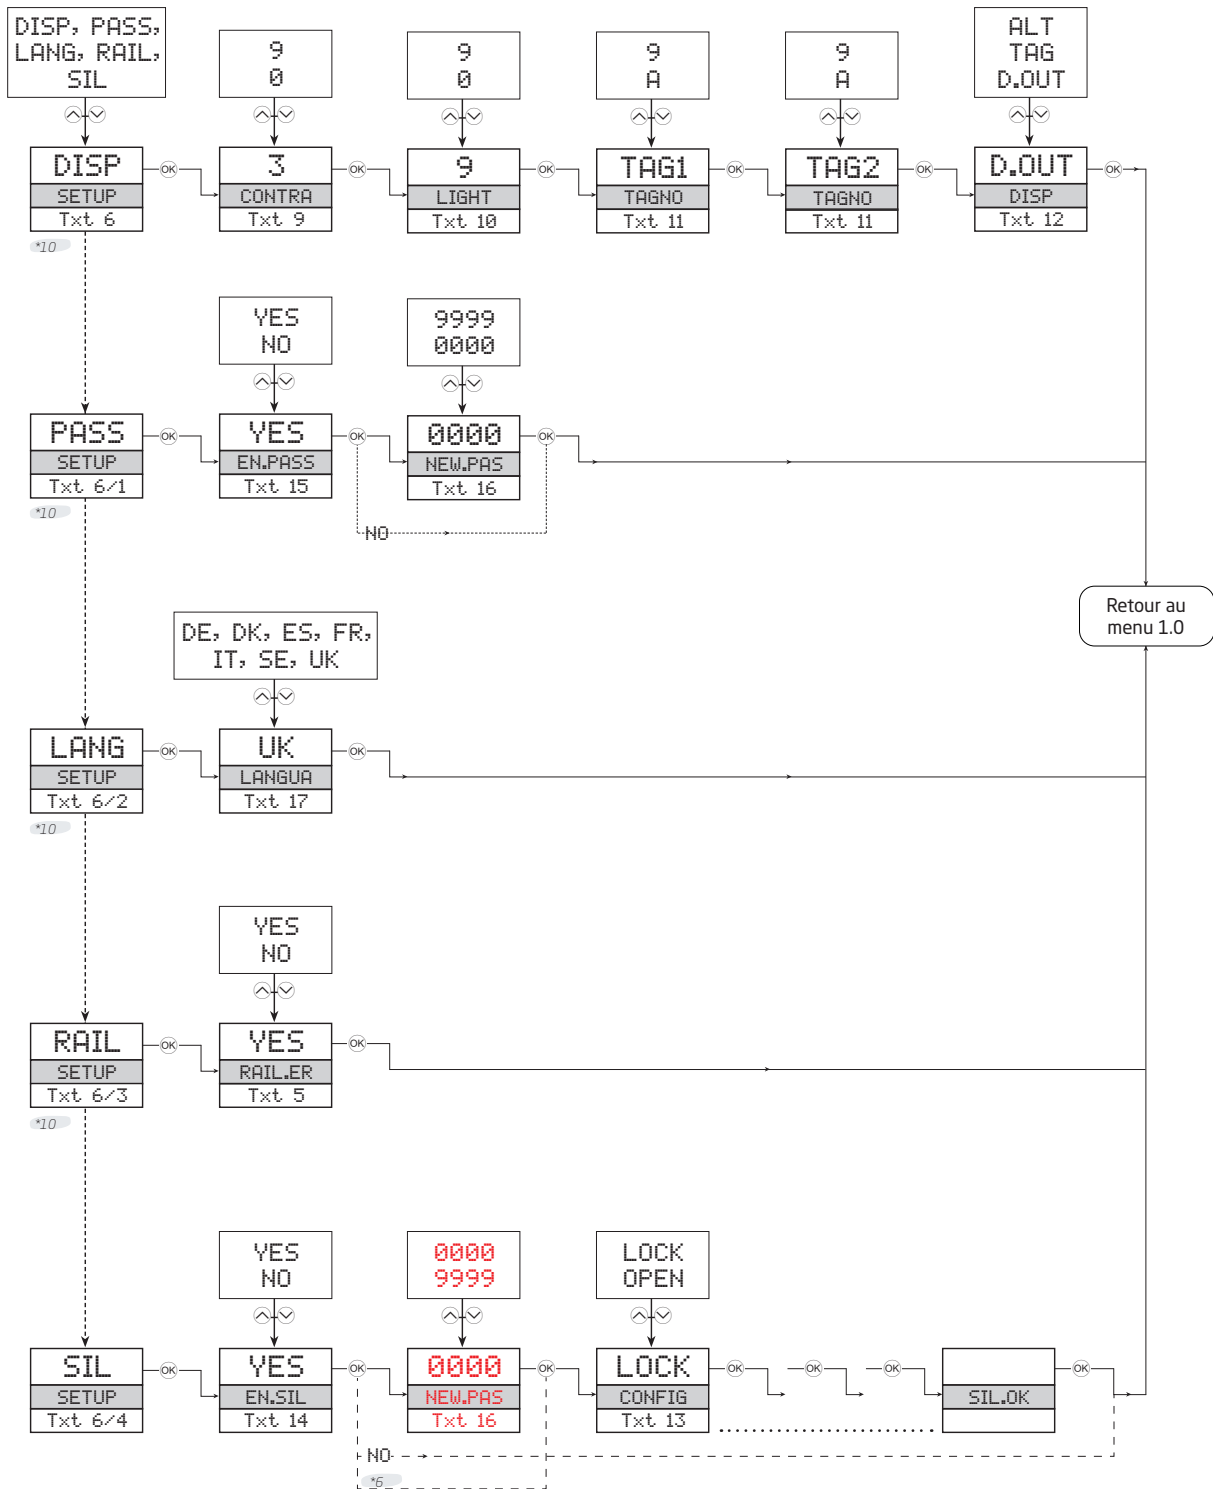 DISP, PASS,
LANG, RAIL,
SIL
9
0
9
0
9
A
9
A
ALT
TAG
D.OUT
DISP
SETUP
Txt 6
*10
OK
3
CONTRA
Txt 9
OK
9
LIGHT
Txt 10
OK
TAG1
TAGNO
Txt 11
OK
TAG2
TAGNO
Txt 11
OK
D.OUT
DISP
Txt 12
OK
YES
NO
9999
0000
PASS
SETUP
Txt 6/1
*10
OK
YES
EN.PASS
Txt 15
OK
0000
NEW.PAS
Txt 16
OK
NO
Retour au
menu 1.0
DE, DK, ES, FR,
IT, SE, UK
LANG
SETUP
Txt 6/2
*10
OK
UK
LANGUA
Txt 17
OK
YES
NO
RAIL
SETUP
Txt 6/3
*10
OK
YES
RAIL.ER
Txt 5
OK
YES
NO
0000
9999
LOCK
OPEN
SIL
SETUP
Txt 6/4
OK
YES
EN.SIL
Txt 14
OK
0000
NEW.PAS
Txt 16
OK
LOCK
CONFIG
Txt 13
OK
OK
OK
SIL.OK
OK
NO
*6